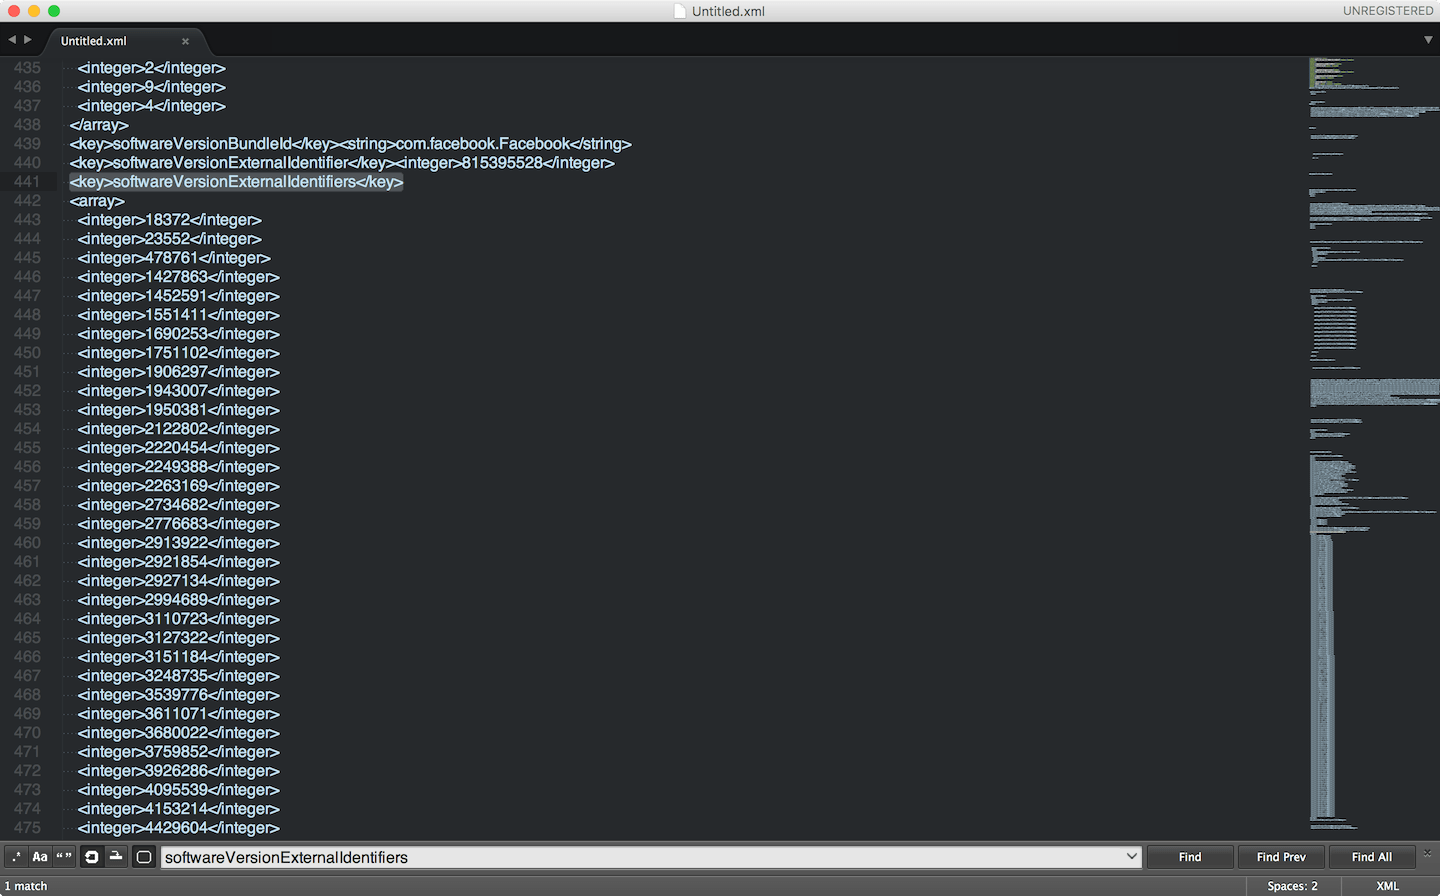 Untitled.xml
UNREGISTERED
Untitled.xml
435 <integer>2</integer>
436 <integer>9</integer>
437 <integer>4</integer>
438 </array>
439 <key>softwareVersionBundleId</key><string>com.facebook.Facebook</string>
440 <key>softwareVersionExternalIdentifier</key><integer>815395528</integer>
441 <key>softwareVersionExternalIdentifiers</key>
442 <array>
443 <integer>18372</integer>
444 <integer>23552</integer>
445 <integer>478761</integer>
446 <integer>1427863</integer>
447 <integer>1452591</integer>
448 <integer>1551411</integer>
449 <integer>1690253</integer>
450 <integer>1751102</integer>
451 <integer>1906297</integer>
452 <integer>1943007</integer>
453 <integer>1950381</integer>
454 <integer>2122802</integer>
455 <integer>2220454</integer>
456 <integer>2249388</integer>
457 <integer>2263169</integer>
458 <integer>2734682</integer>
459 <integer>2776683</integer>
460 <integer>2913922</integer>
461 <integer>2921854</integer>
462 <integer>2927134</integer>
463 <integer>2994689</integer>
464 <integer>3110723</integer>
465 <integer>3127322</integer>
466 <integer>3151184</integer>
467 <integer>3248735</integer>
468 <integer>3539776</integer>
469 <integer>3611071</integer>
470 <integer>3680022</integer>
471 <integer>3759852</integer>
472 <integer>3926286</integer>
473 <integer>4095539</integer>
474 <integer>4153214</integer>
475 <integer>4429604</integer>
.* Aa “” softwareVersionExternalIdentifiers Find Find Prev Find All
1 match Spaces: 2 XML